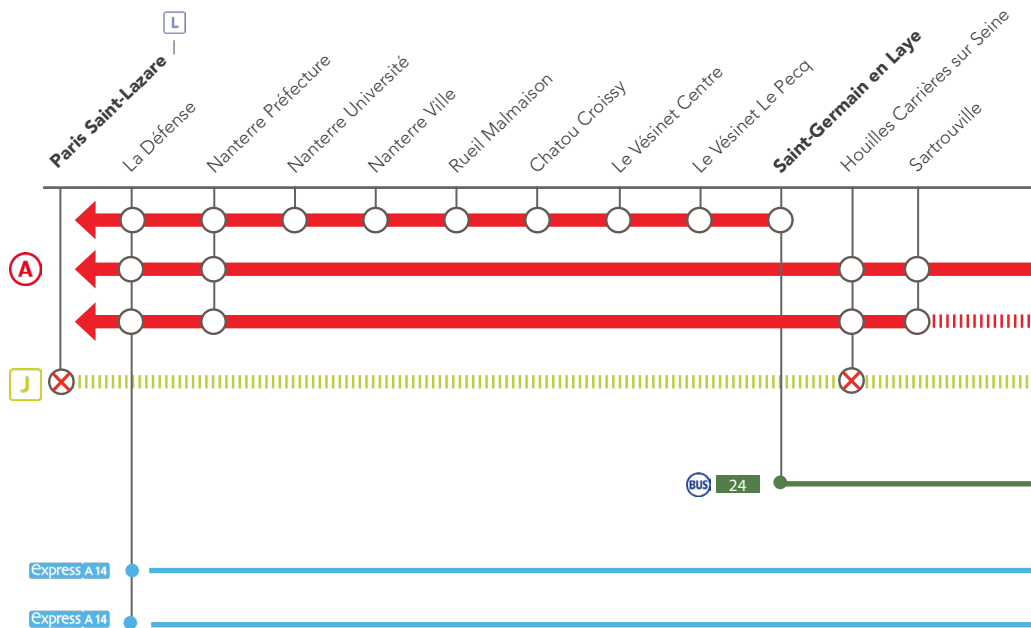 L
Paris Saint-Lazare
La Défense
Nanterre Préfecture
Nanterre Université
Nanterre Ville
Rueil Malmaison
Chatou Croissy
Le Vésinet Centre
Le Vésinet Le Pecq
Saint-Germain en Laye
Houilles Carrières sur Seine
Sartrouville
A
J
BUS 24
express A 14
express A 14